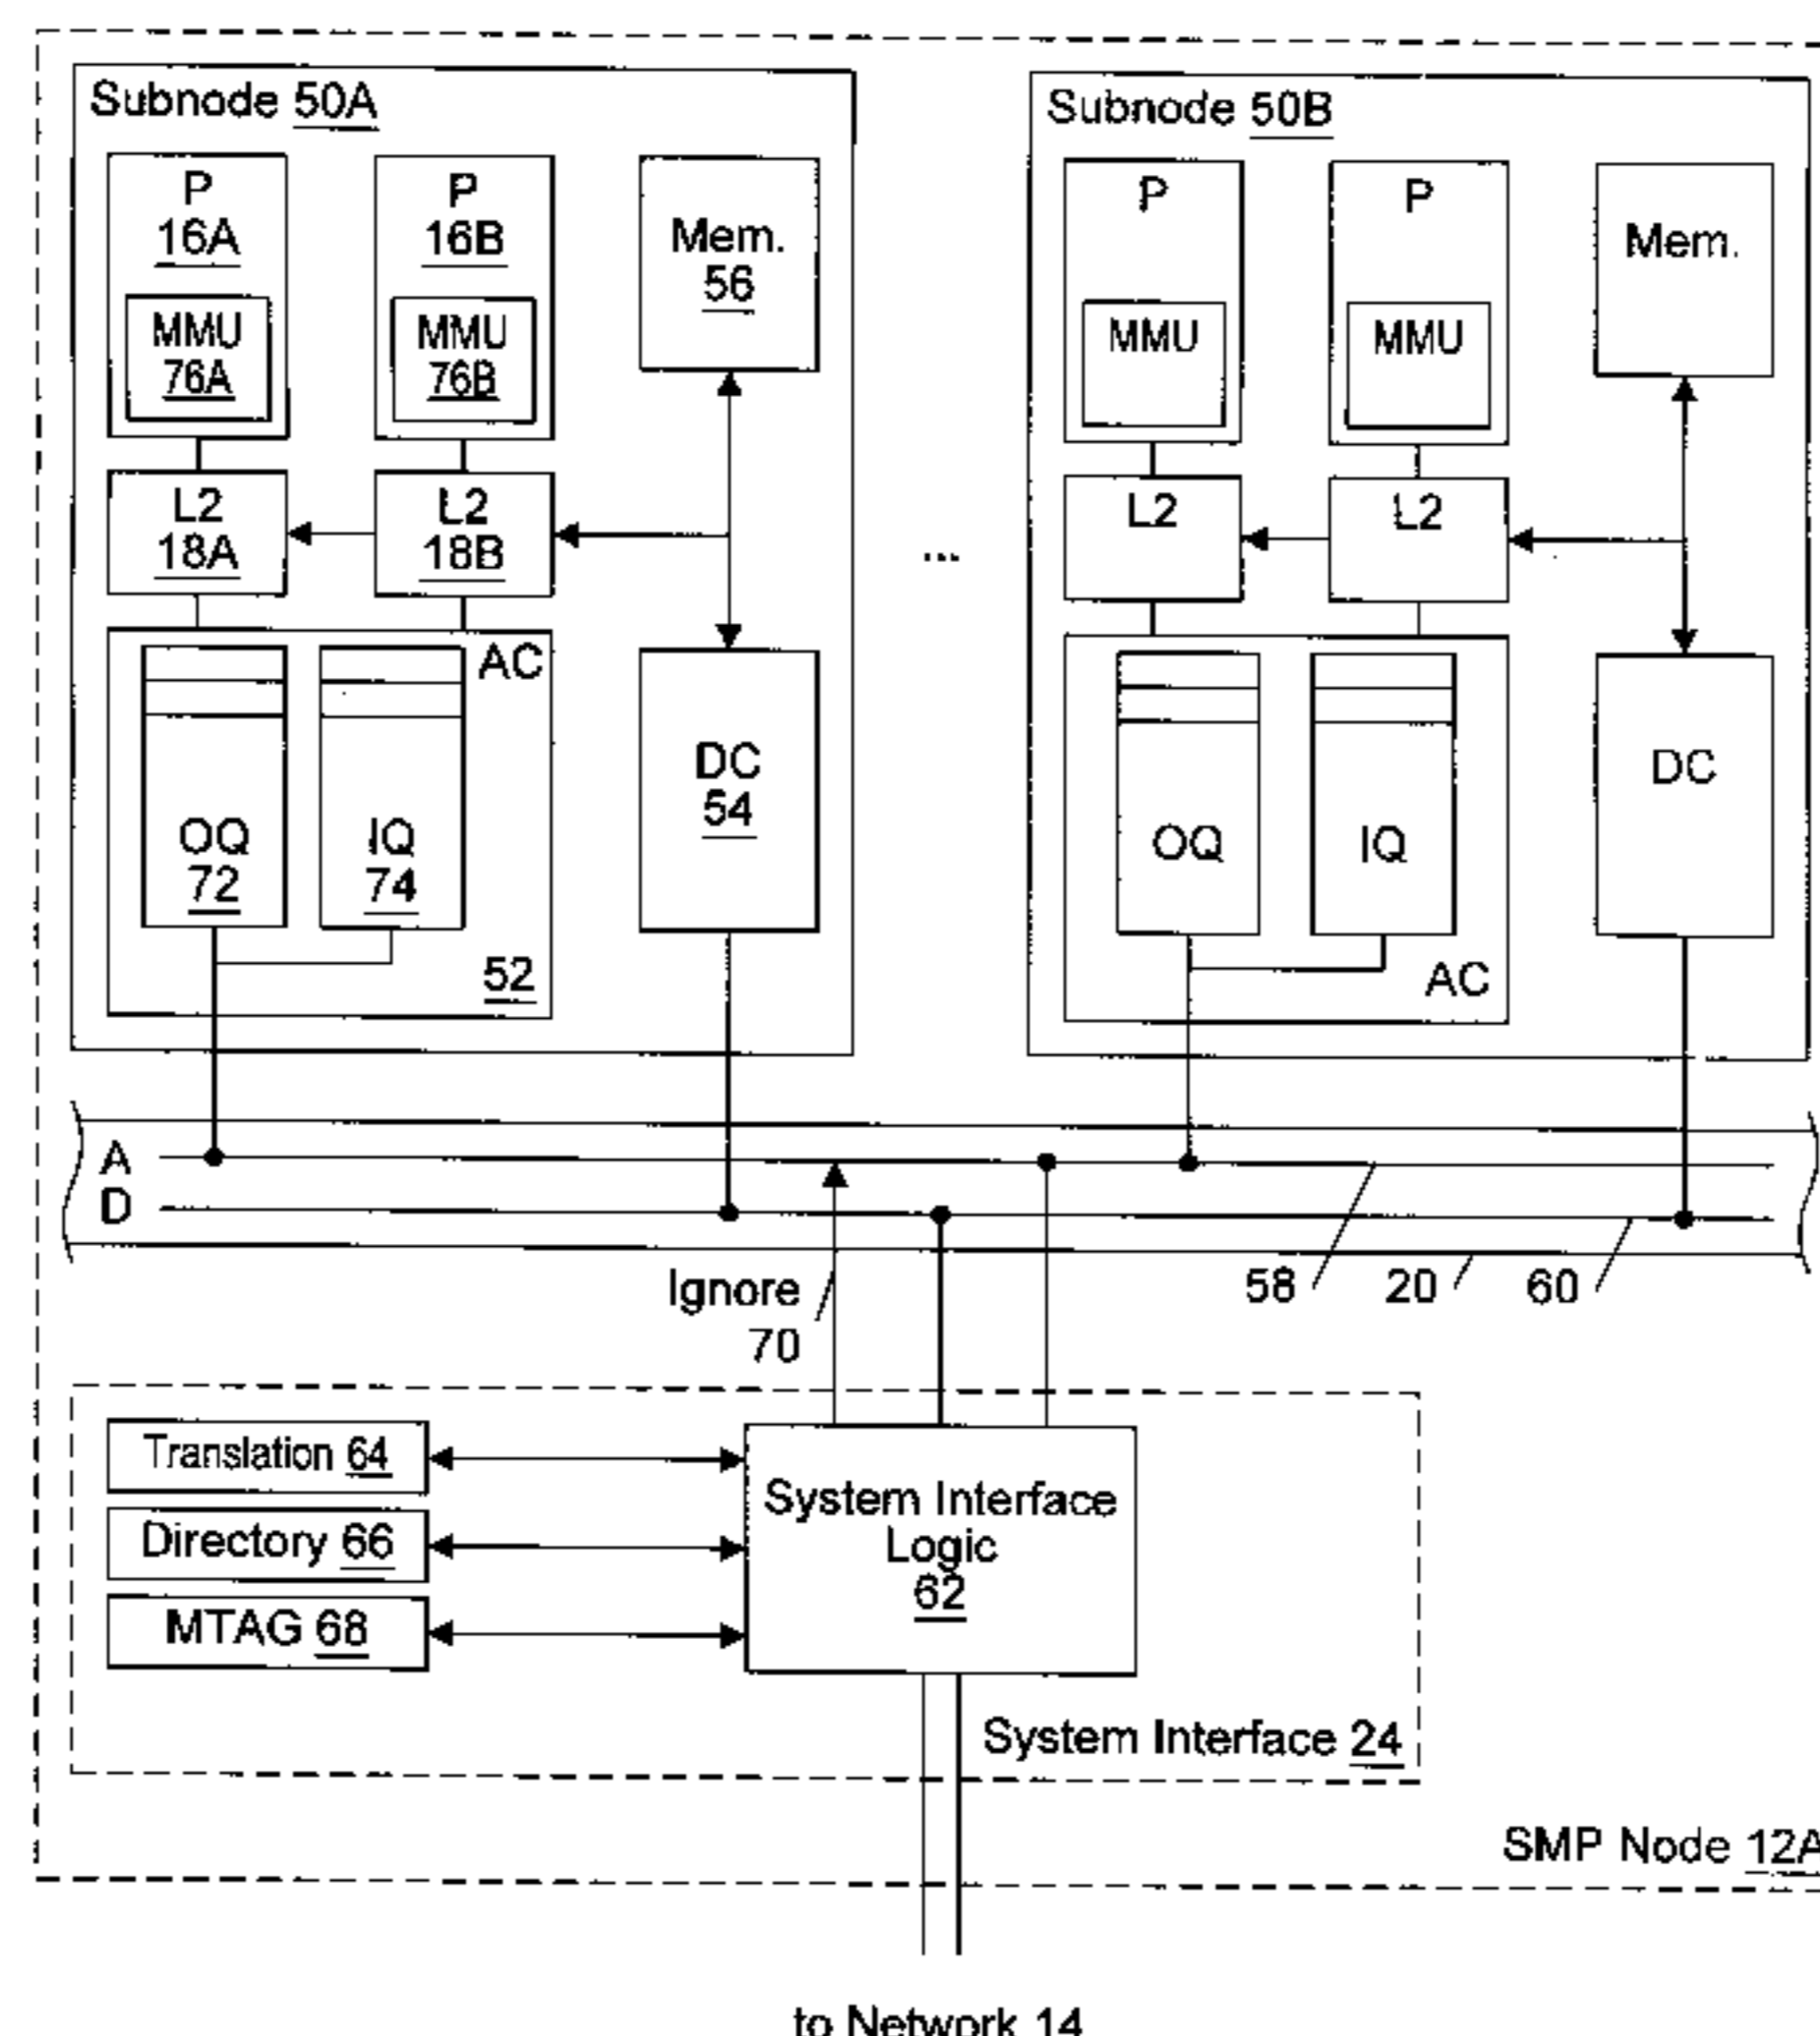 Subnode 50A
P
16A
MMU
76A
P
16B
MMU
76B
Mem.
56
L2
18A
L2
18B
AC
OQ
72
IQ
74
52
DC
54
...
Subnode 50B
P
MMU
P
MMU
Mem.
L2
L2
OQ
IQ
AC
DC
A
D
Ignore
70
58
20
60
Translation 64
Directory 66
MTAG 68
System Interface
Logic
62
System Interface 24
SMP Node 12A
to Network 14